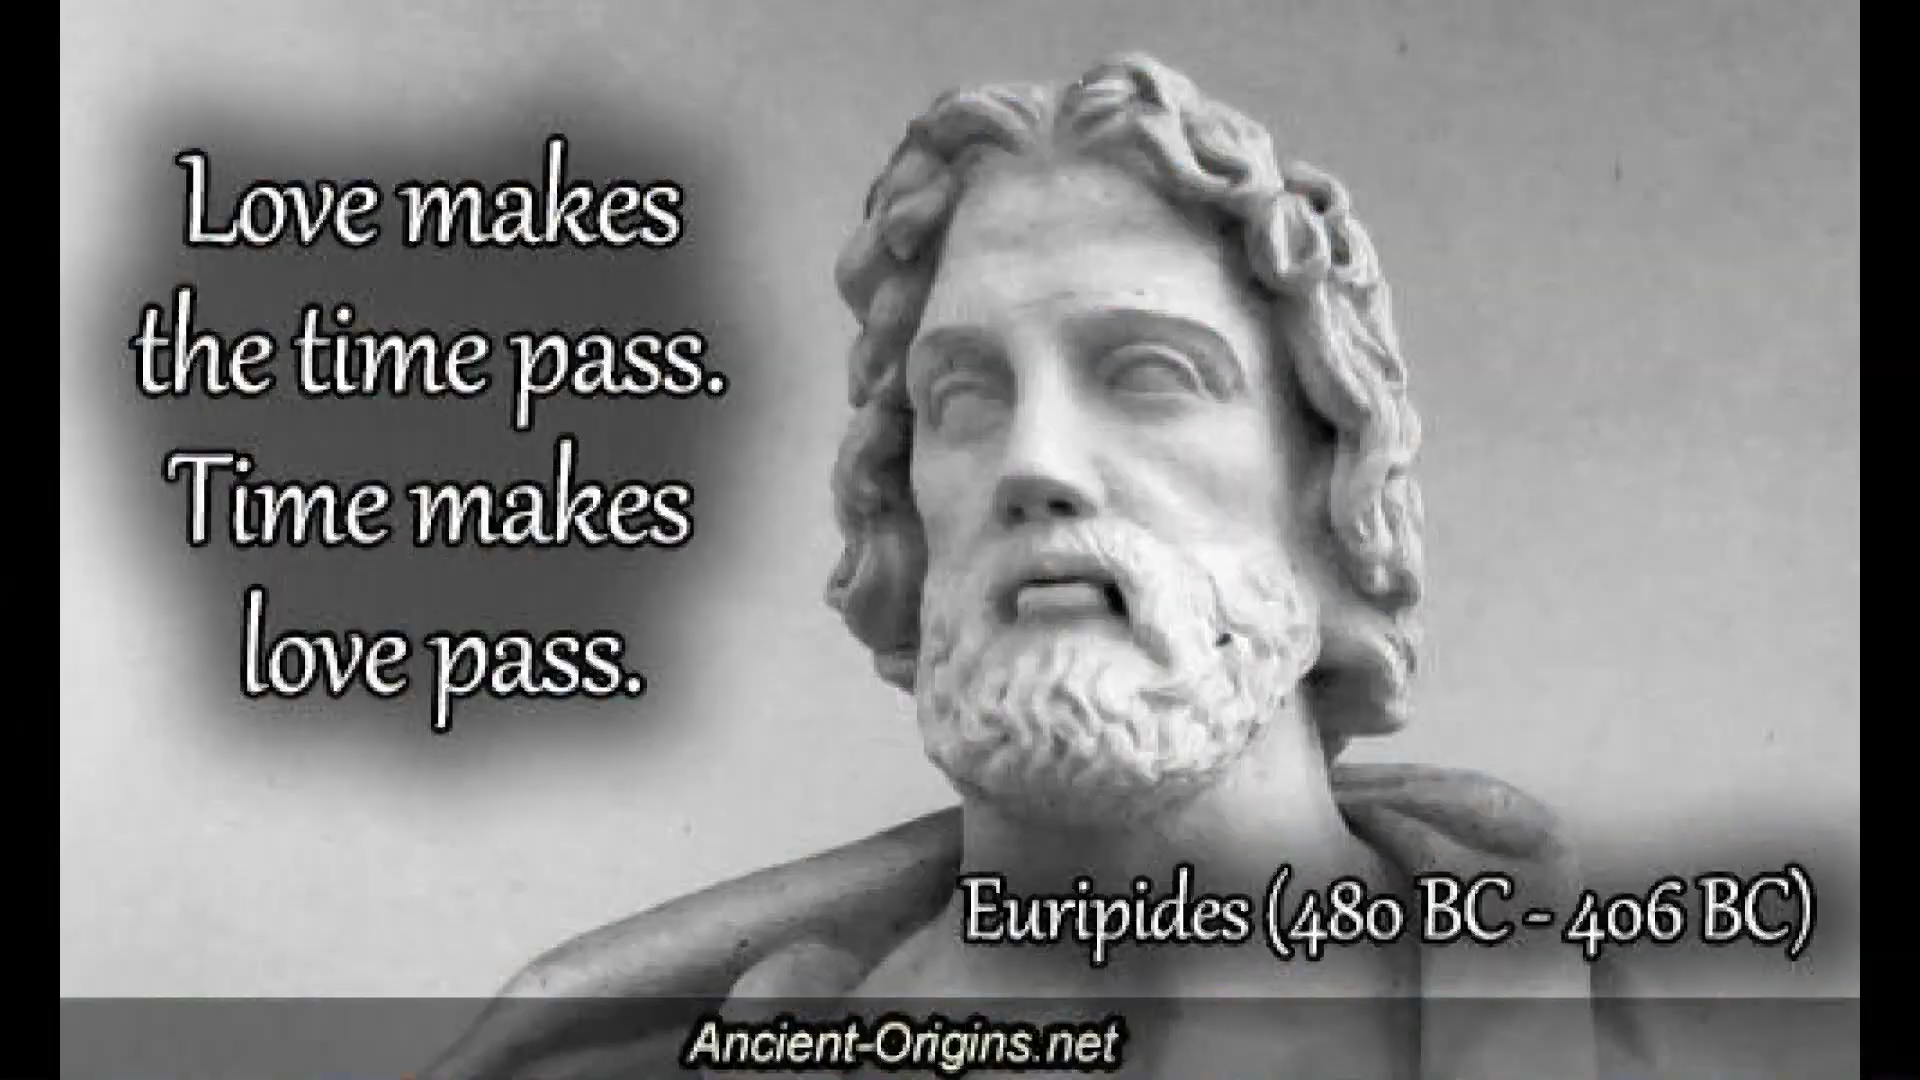 Love makes
the time pass.
Time makes
love pass.
Euripides (480 BC - 406 BC)
Ancient-Origins.net